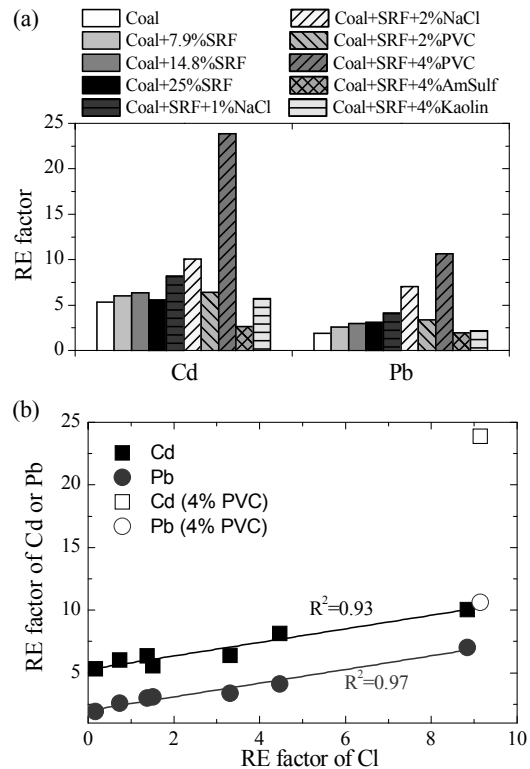 (a)
Coal
Coal+7.9%SRF
Coal+14.8%SRF
Coal+25%SRF
Coal+SRF+1%NaCl
Coal+SRF+2%NaCl
Coal+SRF+2%PVC
Coal+SRF+4%PVC
Coal+SRF+4%AmSulf
Coal+SRF+4%Kaolin
25
20
15
10
5
0
RE factor
Cd Pb
(b)
25
20
15
10
5
RE factor of Cd or Pb
Cd
Pb
Cd (4% PVC)
Pb (4% PVC)
R²=0.93
R²=0.97
0 2 4 6 8 10
RE factor of Cl